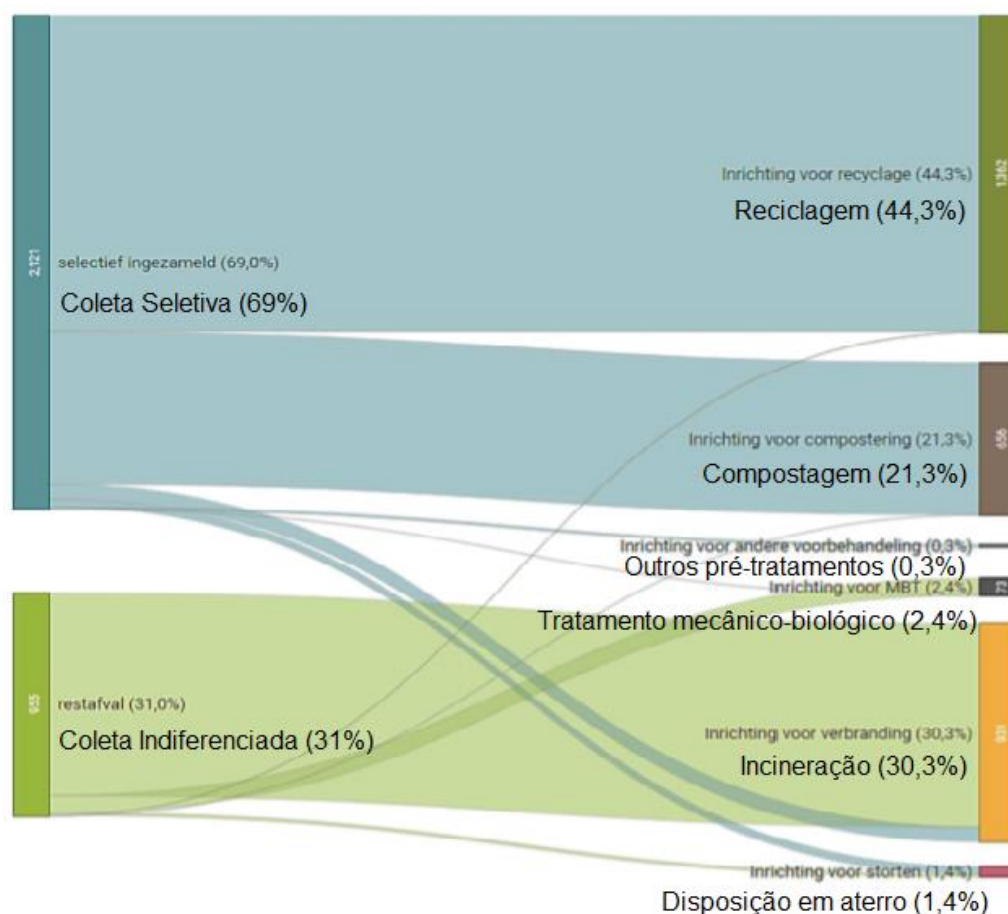 1362
Inrichting voor recyclage (44,3%)
Reciclagem (44,3%)
2,121
selectief ingezameld (69,0%)
Coleta Seletiva (69%)
Inrichting voor compostering (21,3%)
656
Compostagem (21,3%)
Inrichting voor andere voorbehandeling (0,3%)
Outros pré-tratamentos (0,3%)
Inrichting voor MBT (2,4%)
73
Tratamento mecânico-biológico (2,4%)
955
restafval (31,0%)
Coleta Indiferenciada (31%)
Inrichting voor verbranding (30,3%)
931
Incineração (30,3%)
Inrichting voor storten (1,4%)
Disposição em aterro (1,4%)